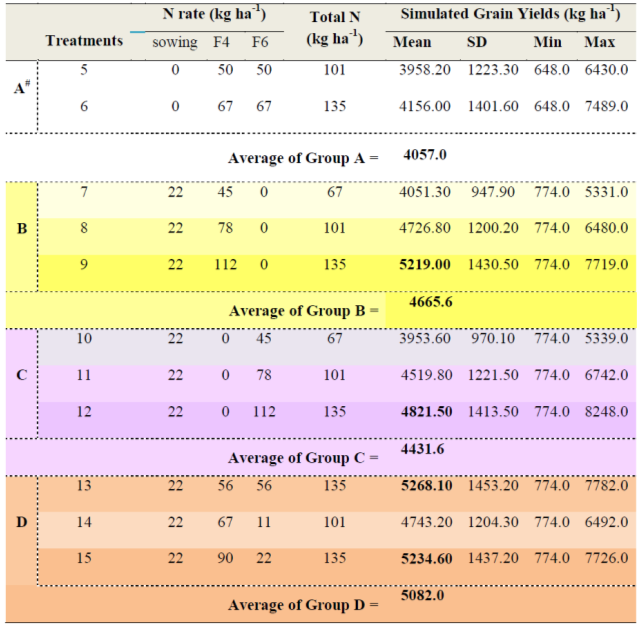 N rate (kg ha-1) Total N (kg ha-1) Simulated Grain Yields (kg ha-1)
Treatments sowing F4 F6 Mean SD Min Max
A# 5 0 50 50 101 3958.20 1223.30 648.0 6430.0
6 0 67 67 135 4156.00 1401.60 648.0 7489.0
Average of Group A = 4057.0
7 22 45 0 67 4051.30 947.90 774.0 5331.0
B 8 22 78 0 101 4726.80 1200.20 774.0 6480.0
9 22 112 0 135 5219.00 1430.50 774.0 7719.0
Average of Group B = 4665.6
10 22 0 45 67 3953.60 970.10 774.0 5339.0
C 11 22 0 78 101 4519.80 1221.50 774.0 6742.0
12 22 0 112 135 4821.50 1413.50 774.0 8248.0
Average of Group C = 4431.6
13 22 56 56 135 5268.10 1453.20 774.0 7782.0
D 14 22 67 11 101 4743.20 1204.30 774.0 6492.0
15 22 90 22 135 5234.60 1437.20 774.0 7726.0
Average of Group D = 5082.0